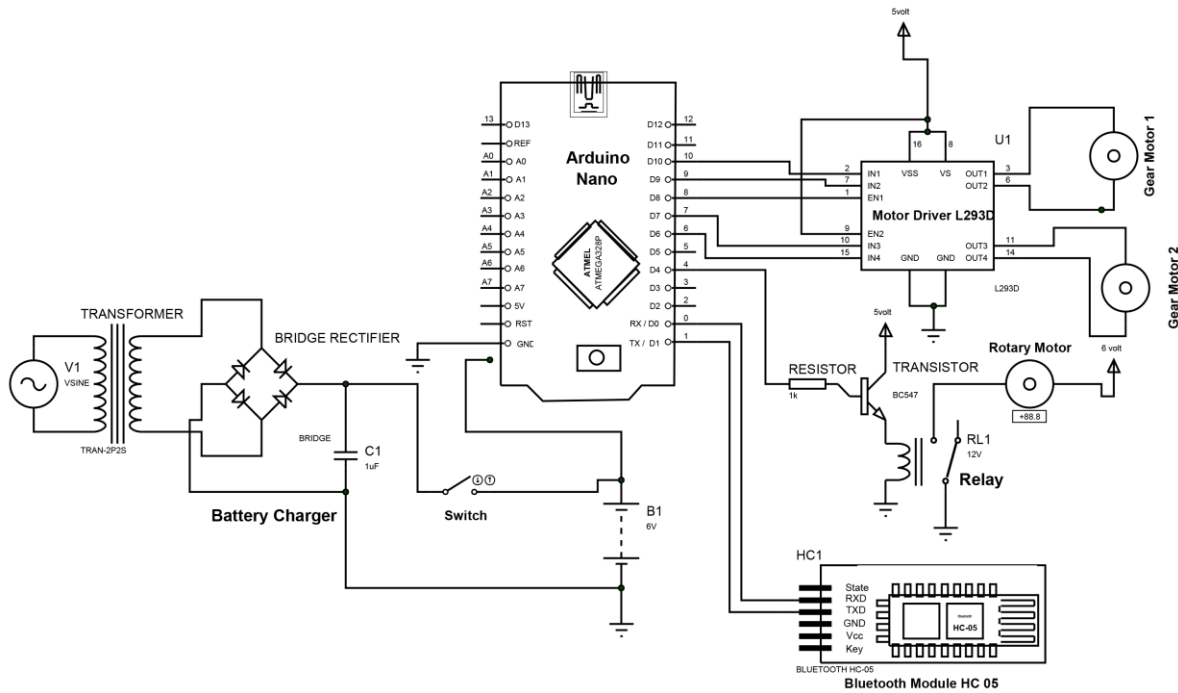 5volt
13
D13
REF
A0
A0
A1
A1
A2
A2
A3
A3
A4
A4
A5
A5
A6
A6
A7
A7
5V
RST
GND
Arduino
Nano
ATMEL
ATMEGA328P
D12
12
D11
11
D10
10
D9
9
D8
8
D7
7
D6
6
D5
5
D4
4
D3
3
D2
2
RX / D0
0
TX / D1
1
U1
16
8
VSS
VS
2
IN1
7
IN2
1
EN1
9
EN2
10
IN3
15
IN4
OUT1
3
OUT2
6
OUT3
11
OUT4
14
Motor Driver L293D
GND
GND
L293D
Gear Motor 1
Gear Motor 2
TRANSFORMER
V1
VSINE
TRAN-2P2S
BRIDGE RECTIFIER
BRIDGE
C1
1uF
Battery Charger
Switch
B1
6V
5volt
RESISTOR
1k
TRANSISTOR
BC547
Rotary Motor
+88.8
6 volt
RL1
12V
Relay
HC1
State
RXD
TXD
GND
Vcc
Key
HC-05
BLUETOOTH HC-05
Bluetooth Module HC 05